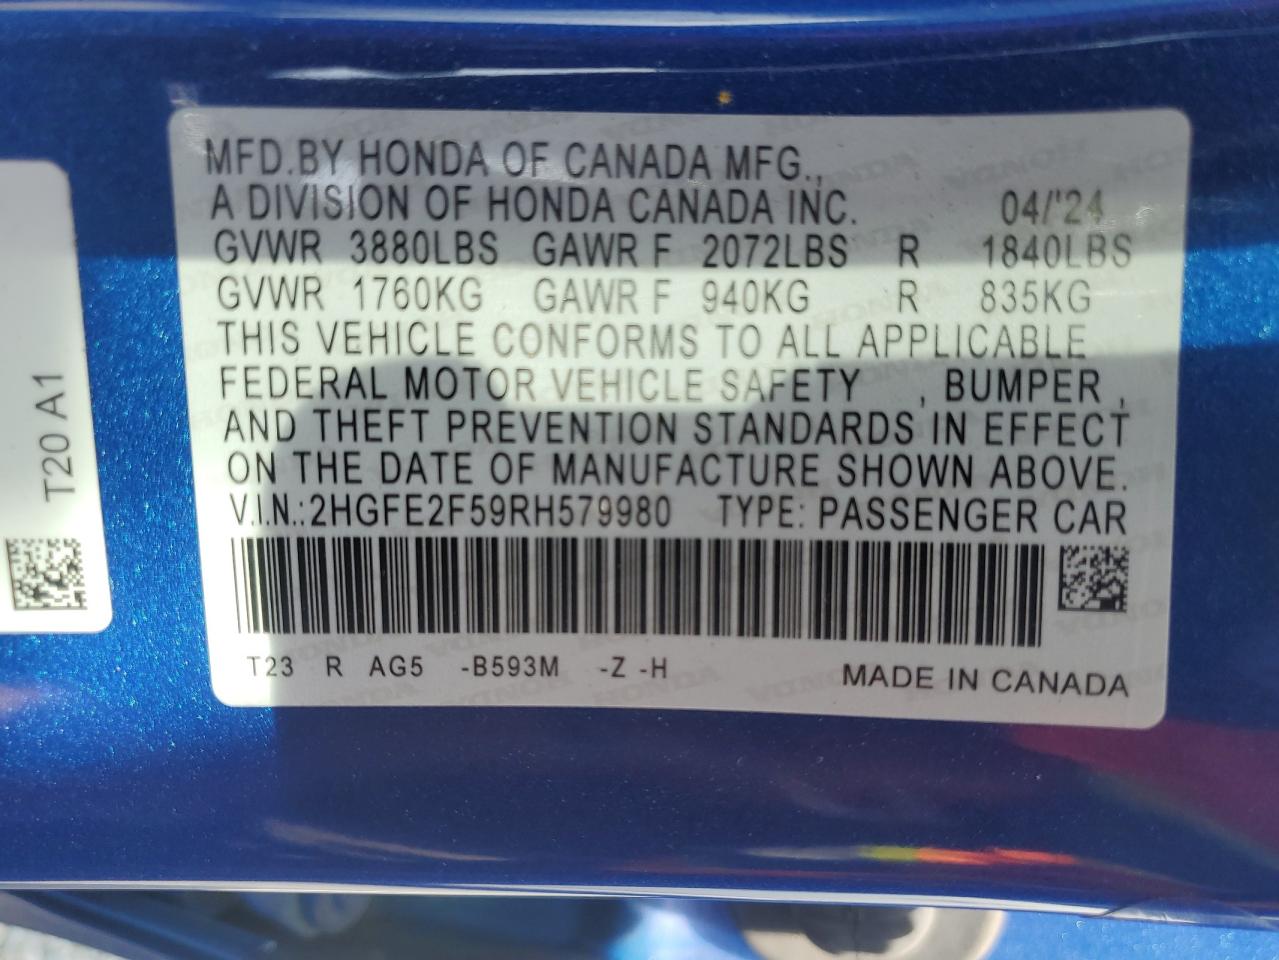 MFD.BY HONDA OF CANADA MFG.,
A DIVISION OF HONDA CANADA INC. 04/'24
GVWR 3880LBS GAWR F 2072LBS R 1840LBS
GVWR 1760KG GAWR F 940KG R 835KG
THIS VEHICLE CONFORMS TO ALL APPLICABLE
FEDERAL MOTOR VEHICLE SAFETY , BUMPER ,
AND THEFT PREVENTION STANDARDS IN EFFECT
ON THE DATE OF MANUFACTURE SHOWN ABOVE.
V.I.N.:2HGFE2F59RH579980 TYPE: PASSENGER CAR
T23 R AG5 -B593M -Z -H MADE IN CANADA
T20 A1